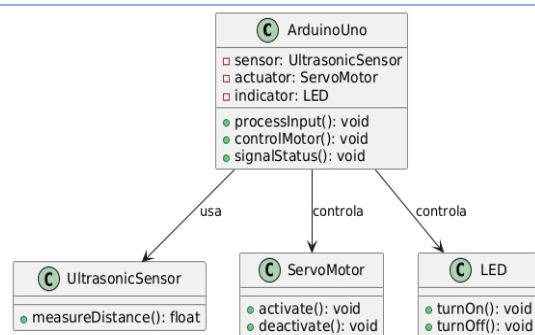 C ArduinoUno
sensor: UltrasonicSensor
actuator: ServoMotor
indicator: LED
processInput(): void
controlMotor(): void
signalStatus(): void
usa
controla
controla
C UltrasonicSensor
measureDistance(): float
C ServoMotor
activate(): void
deactivate(): void
C LED
turnOn(): void
turnOff(): void